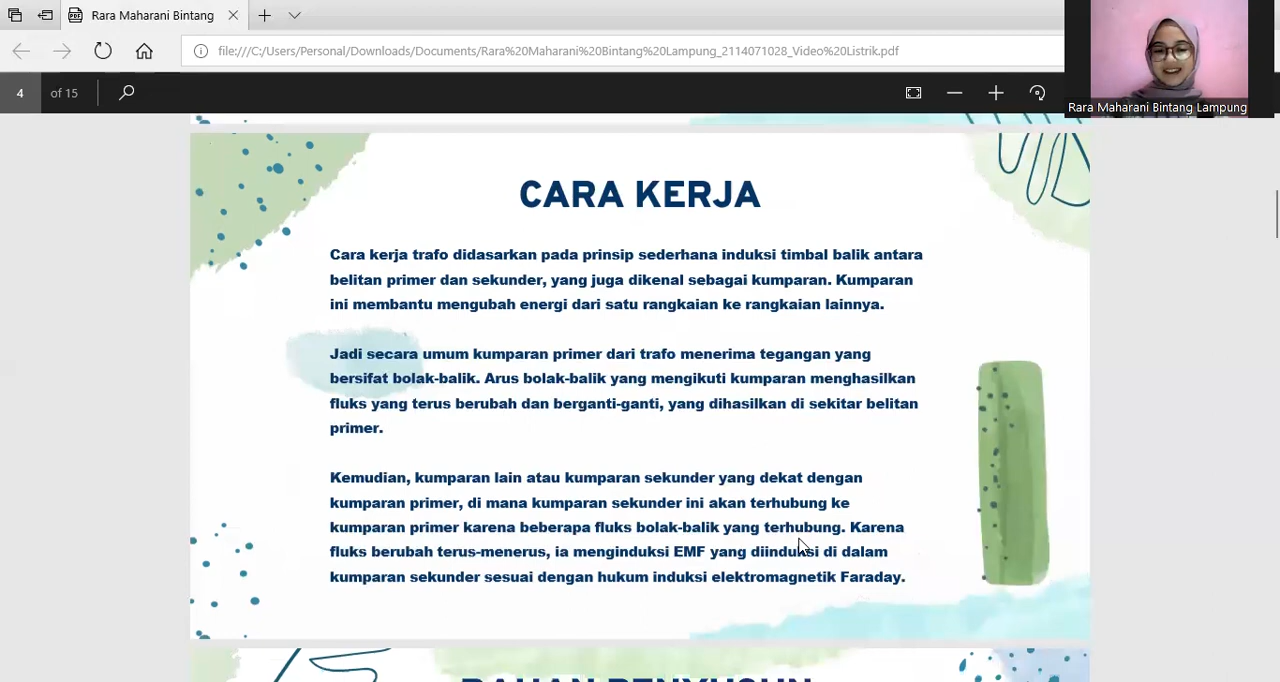 Rara Maharani Bintang
file:///C:/Users/Personal/Downloads/Documents/Rara%20Maharani%20Bintang%20Lampung_2114071028_Video%20Listrik.pdf
Rara Maharani Bintang Lampung
4 of 15
CARA KERJA
Cara kerja trafo didasarkan pada prinsip sederhana induksi timbal balik antara
belitan primer dan sekunder, yang juga dikenal sebagai kumparan. Kumparan
ini membantu mengubah energi dari satu rangkaian ke rangkaian lainnya.
Jadi secara umum kumparan primer dari trafo menerima tegangan yang
bersifat bolak-balik. Arus bolak-balik yang mengikuti kumparan menghasilkan
fluks yang terus berubah dan berganti-ganti, yang dihasilkan di sekitar belitan
primer.
Kemudian, kumparan lain atau kumparan sekunder yang dekat dengan
kumparan primer, di mana kumparan sekunder ini akan terhubung ke
kumparan primer karena beberapa fluks bolak-balik yang terhubung. Karena
fluks berubah terus-menerus, ia menginduksi EMF yang diinduksi di dalam
kumparan sekunder sesuai dengan hukum induksi elektromagnetik Faraday.
BAHAN PENYUSUN